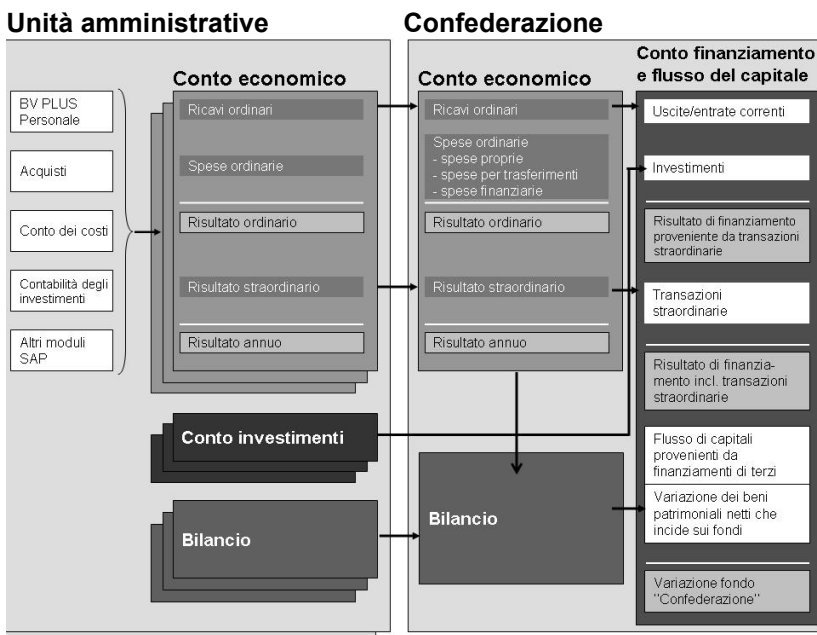 Unità amministrative
Confederazione
BV PLUS
Personale
Acquisti
Conto dei costi
Contabilità degli
investimenti
Altri moduli
SAP
Conto economico
Ricavi ordinari
Spese ordinarie
Risultato ordinario
Risultato straordinario
Risultato annuo
Conto investimenti
Bilancio
Conto economico
Ricavi ordinari
Spese ordinarie
- spese proprie
- spese per trasferimenti
- spese finanziarie
Risultato ordinario
Risultato straordinario
Risultato annuo
Bilancio
Conto finanziamento
e flusso del capitale
Uscite/entrate correnti
Investimenti
Risultato di finanziamento
proveniente da transazioni
straordinarie
Transazioni
straordinarie
Risultato di finanzia-
mento incl. transazioni
straordinarie
Flusso di capitali
provenienti da
finanziamenti di terzi
Variazione dei beni
patrimoniali netti che
incide sui fondi
Variazione fondo
"Confederazione"